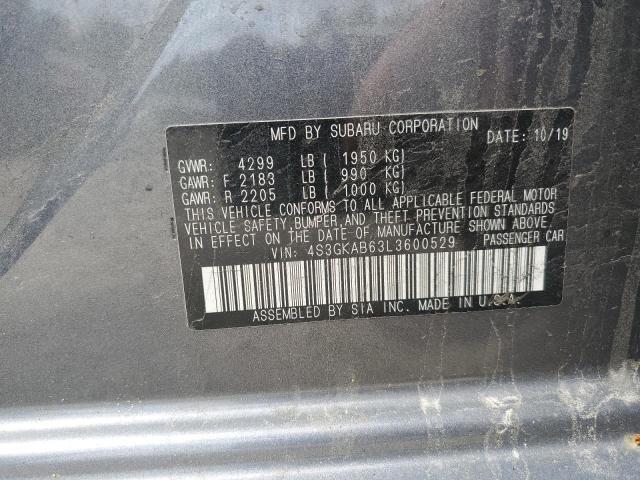 MFD BY SUBARU CORPORATION DATE: 10/19
GVWR: 4299 LB ( 1950 KG)
GAWR: F 2183 LB ( 990 KG)
GAWR: R 2205 LB ( 1000 KG)
THIS VEHICLE CONFORMS TO ALL APPLICABLE FEDERAL MOTOR
VEHICLE SAFETY, BUMPER, AND THEFT PREVENTION STANDARDS
IN EFFECT ON THE DATE OF MANUFACTURE SHOWN ABOVE.
VIN: 4S3GKAB63L3600529 PASSENGER CAR
ASSEMBLED BY SIA INC. MADE IN U.S.A.